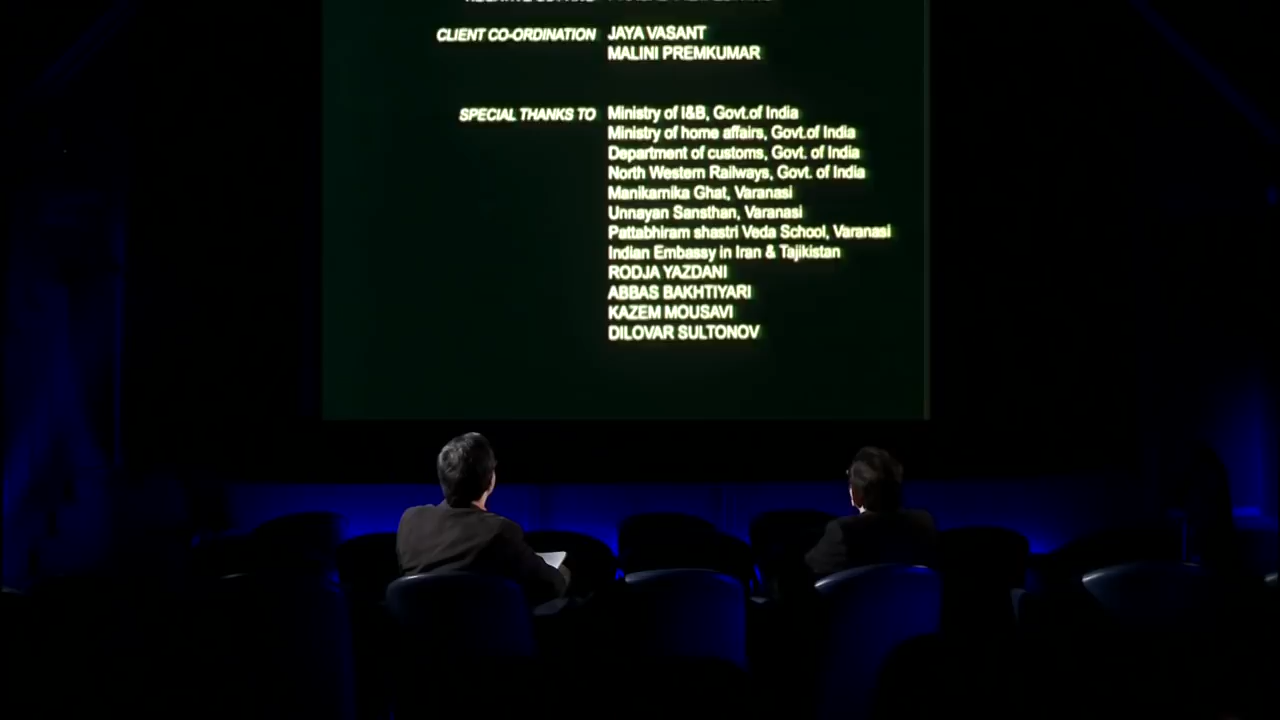 CLIENT CO-ORDINATION JAYA VASANT
MALINI PREMKUMAR
SPECIAL THANKS TO Ministry of I&B, Govt.of India
Ministry of home affairs, Govt.of India
Department of customs, Govt. of India
North Western Railways, Govt. of India
Manikarnika Ghat, Varanasi
Unnayan Sansthan, Varanasi
Pattabhiram shastri Veda School, Varanasi
Indian Embassy in Iran & Tajikistan
RODJA YAZDANI
ABBAS BAKHTIYARI
KAZEM MOUSAVI
DILOVAR SULTONOV